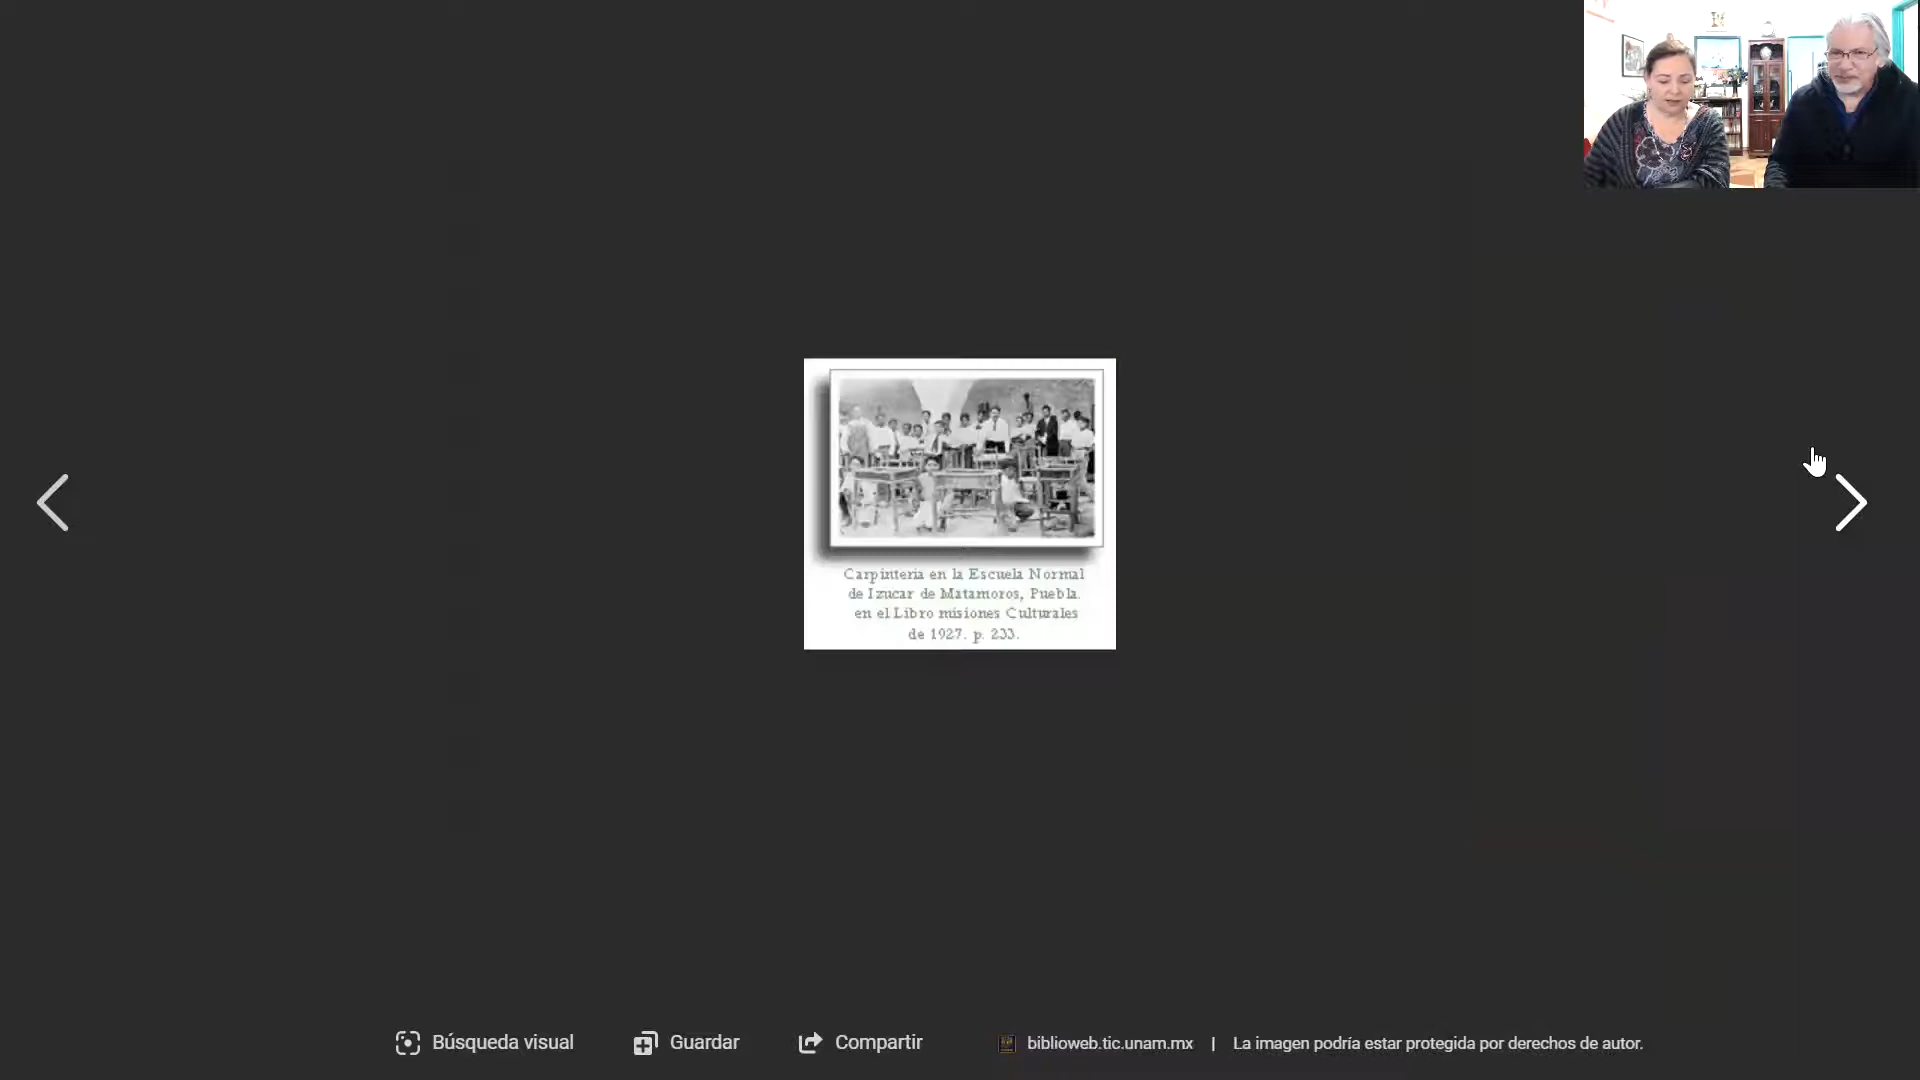 Carpinteria en la Escuela Normal
de Izucar de Matamoros, Puebla.
en el Libro misiones Culturales
de 1927. p. 233.
Búsqueda visual
Guardar
Compartir
biblioweb.tic.unam.mx | La imagen podría estar protegida por derechos de autor.